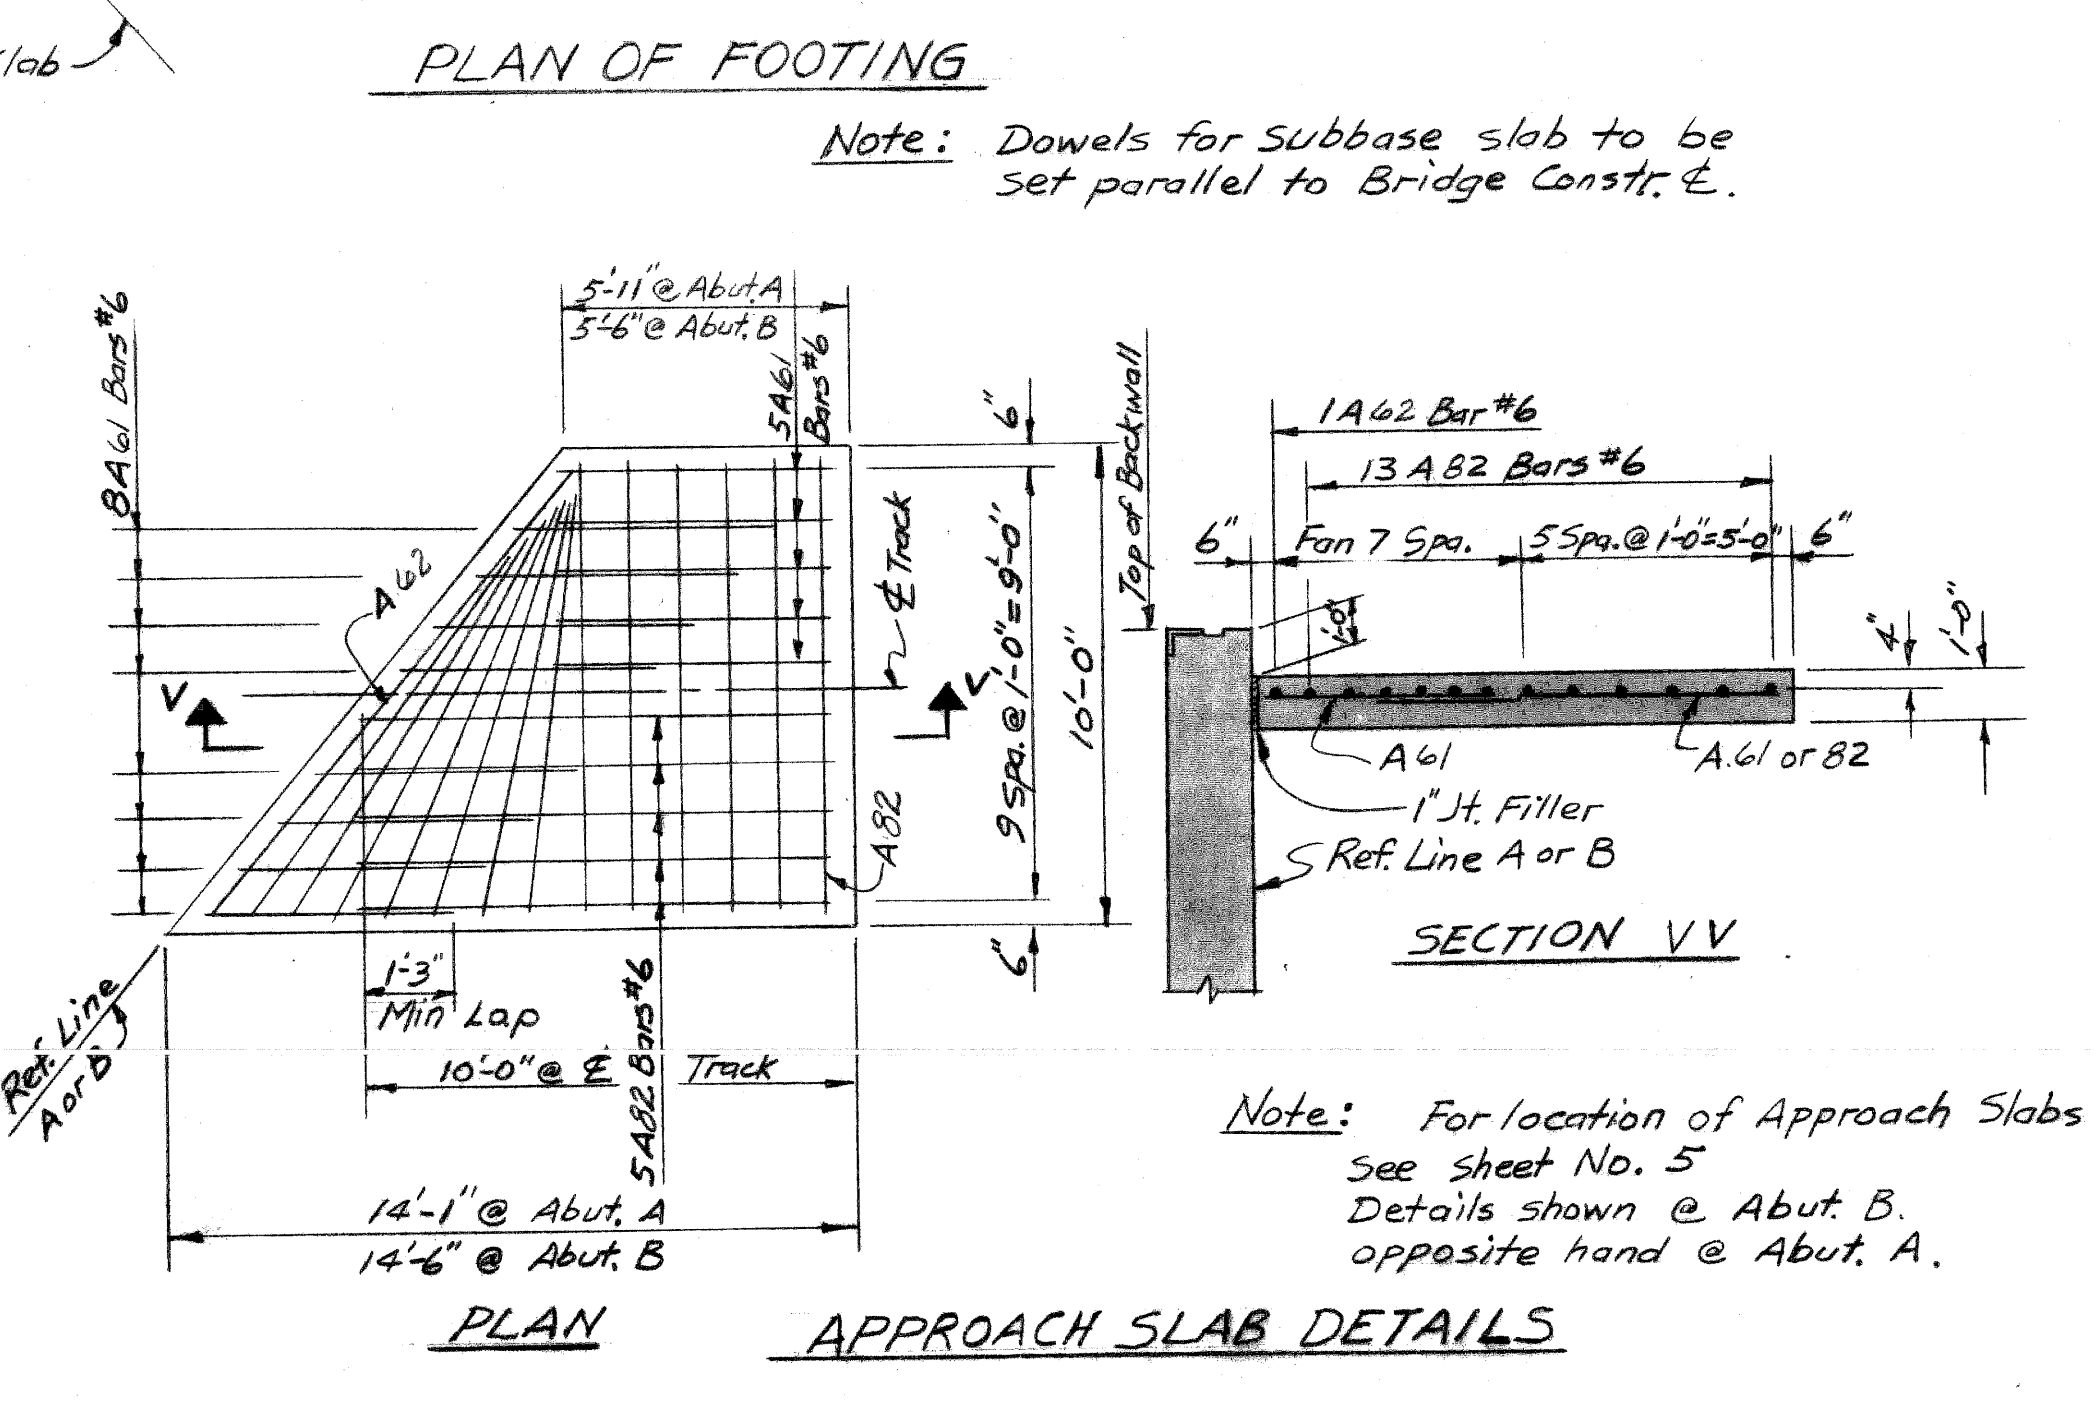 slab
PLAN OF FOOTING
Note: Dowels for subbase slab to be
set parallel to Bridge Constr. ℄.
5'-11" @ Abut. A
5'-6" @ Abut. B
8A61 Bars #6
5A61
Bars #6
A62
℄ Track
V
V
A82
6"
9 Spa. @ 1'-0" = 9'-0"
10'-0"
6"
1'-3"
Min Lap
10'-0" @ ℄ Track
5A82 Bars #6
Ref. Line
A or B
14'-1" @ Abut. A
14'-6" @ Abut. B
PLAN
Top of Backwall
1 A62 Bar #6
13 A82 Bars #6
6"
Fan 7 Spa.
5 Spa. @ 1'-0" = 5'-0"
6"
1'-0"
4"
1'-0"
A61
A.61 or 82
1" Jt. Filler
Ref. Line A or B
SECTION VV
Note: For location of Approach Slabs
See Sheet No. 5
Details shown @ Abut. B.
opposite hand @ Abut. A.
APPROACH SLAB DETAILS